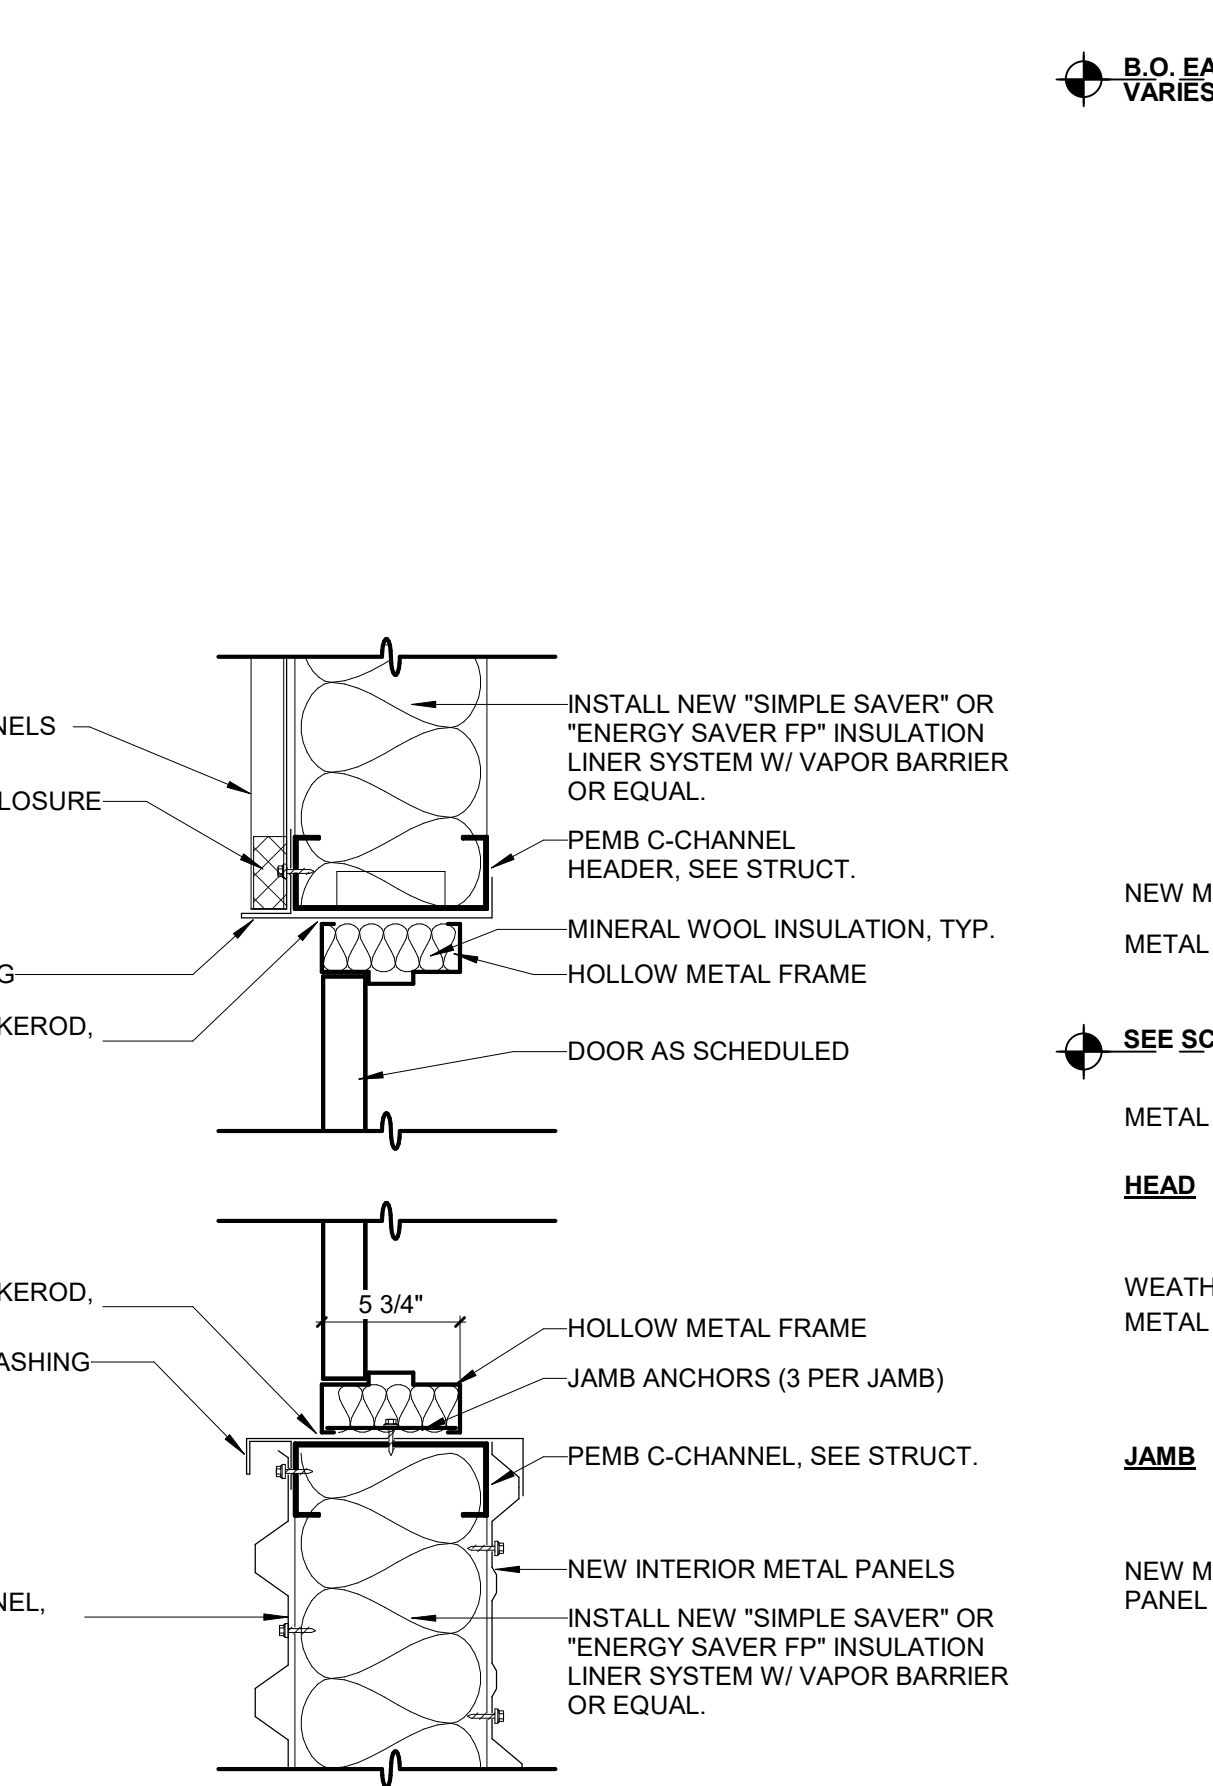 B.O. EA
VARIES
NELS
LOSURE
G
KEROD,
INSTALL NEW "SIMPLE SAVER" OR
"ENERGY SAVER FP" INSULATION
LINER SYSTEM W/ VAPOR BARRIER
OR EQUAL.
PEMB C-CHANNEL
HEADER, SEE STRUCT.
MINERAL WOOL INSULATION, TYP.
HOLLOW METAL FRAME
DOOR AS SCHEDULED
NEW M
METAL
SEE SC
METAL
HEAD
KEROD,
ASHING
NEL,
5 3/4"
HOLLOW METAL FRAME
JAMB ANCHORS (3 PER JAMB)
PEMB C-CHANNEL, SEE STRUCT.
NEW INTERIOR METAL PANELS
INSTALL NEW "SIMPLE SAVER" OR
"ENERGY SAVER FP" INSULATION
LINER SYSTEM W/ VAPOR BARRIER
OR EQUAL.
WEATH
METAL
JAMB
NEW M
PANEL